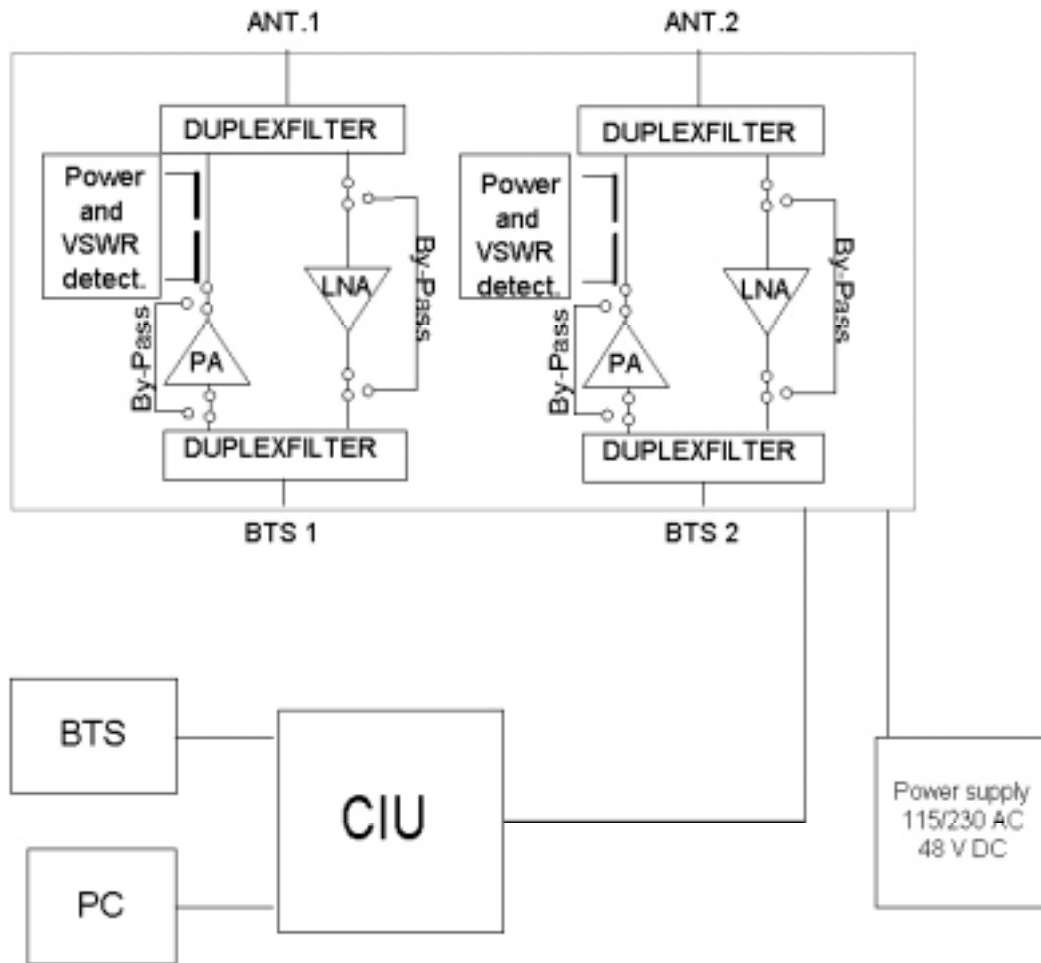 ANT.1
ANT.2
DUPLEXFILTER
DUPLEXFILTER
Power
and
VSWR
detect.
By-Pass
PA
LNA
By-Pass
Power
and
VSWR
detect.
By-Pass
PA
LNA
By-Pass
DUPLEXFILTER
DUPLEXFILTER
BTS 1
BTS 2
BTS
CIU
PC
Power supply
115/230 AC
48 V DC